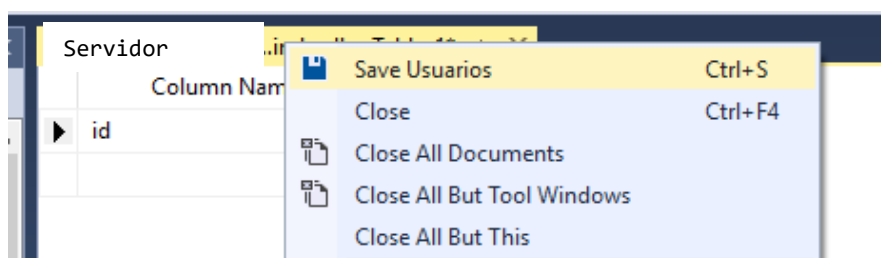 Servidor
Save Usuarios Ctrl+S
Column Nam
Close Ctrl+F4
id
Close All Documents
Close All But Tool Windows
Close All But This